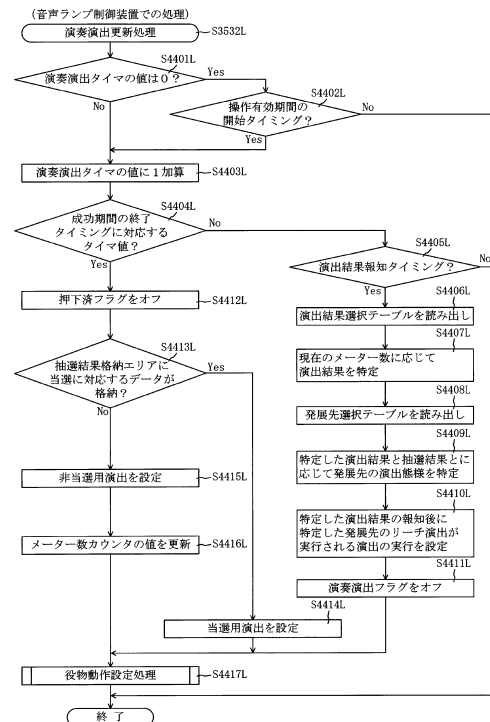 (音声ランプ制御装置での処理)
演奏演出更新処理
S3532L
S4401L
演奏演出タイマの値は０？
Yes
No
S4402L
操作有効期間の
開始タイミング？
No
Yes
演奏演出タイマの値に１加算
S4403L
S4404L
成功期間の終了
タイミングに対応する
タイマ値？
No
Yes
S4405L
演出結果報知タイミング？
No
Yes
S4406L
演出結果選択テーブルを読み出し
押下済フラグをオフ
S4412L
S4407L
現在のメーター数に応じて
演出結果を特定
S4413L
抽選結果格納エリアに
当選に対応するデータが
格納？
Yes
No
S4408L
発展先選択テーブルを読み出し
S4409L
特定した演出結果と抽選結果とに
応じて発展先の演出態様を特定
非当選用演出を設定
S4415L
S4410L
特定した演出結果の報知後に
特定した発展先のリーチ演出が
実行される演出の実行を設定
メーター数カウンタの値を更新
S4416L
S4411L
演奏演出フラグをオフ
S4414L
当選用演出を設定
役物動作設定処理
S4417L
終了